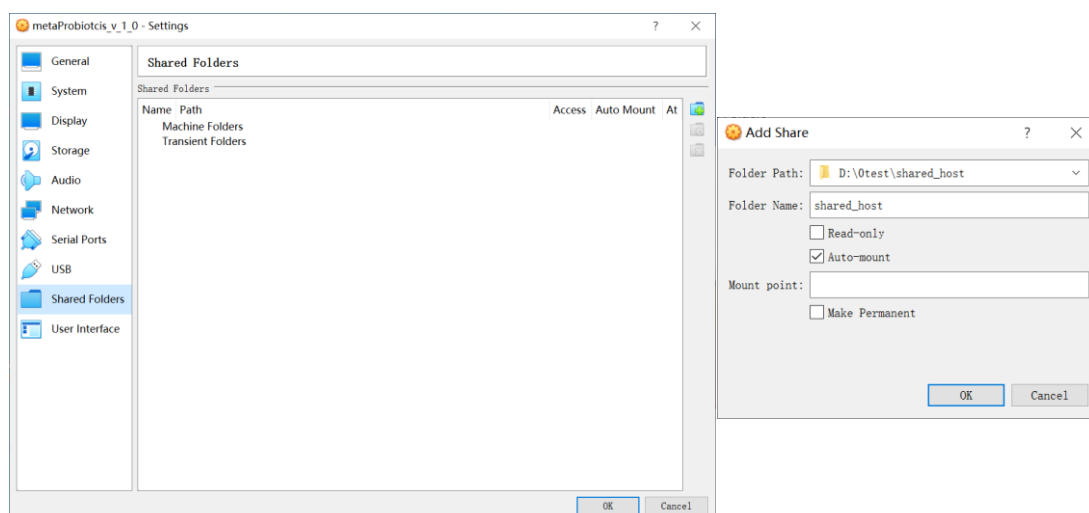 metaProbiotcis_v_1_0 - Settings
?
General
System
Display
Storage
Audio
Network
Serial Ports
USB
Shared Folders
User Interface
Shared Folders
Shared Folders
Name Path Access Auto Mount At
Machine Folders
Transient Folders
OK Cancel
Add Share
?
Folder Path: D:\0test\shared_host
Folder Name: shared_host
Read-only
Auto-mount
Mount point:
Make Permanent
OK Cancel